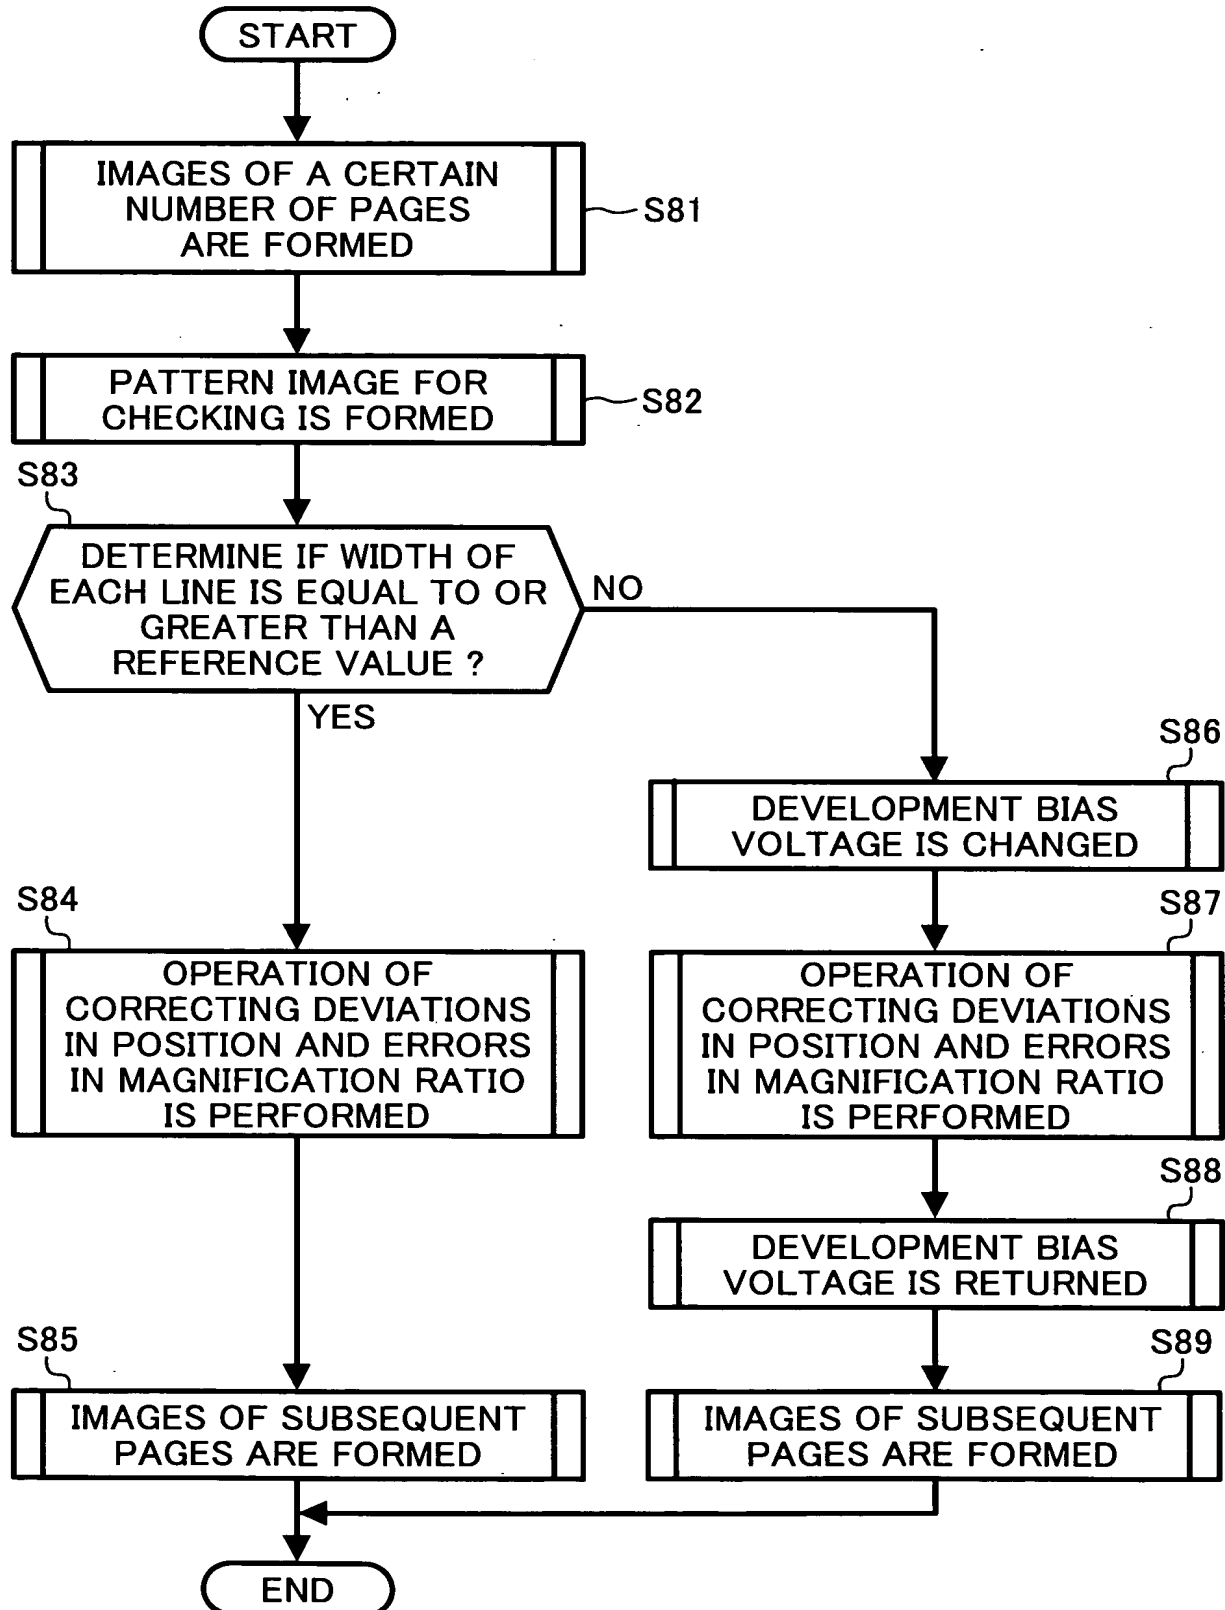 START
IMAGES OF A CERTAIN
NUMBER OF PAGES
ARE FORMED
S81
PATTERN IMAGE FOR
CHECKING IS FORMED
S82
S83
DETERMINE IF WIDTH OF
EACH LINE IS EQUAL TO OR
GREATER THAN A
REFERENCE VALUE ?
NO
YES
S86
DEVELOPMENT BIAS
VOLTAGE IS CHANGED
S84
OPERATION OF
CORRECTING DEVIATIONS
IN POSITION AND ERRORS
IN MAGNIFICATION RATIO
IS PERFORMED
S87
OPERATION OF
CORRECTING DEVIATIONS
IN POSITION AND ERRORS
IN MAGNIFICATION RATIO
IS PERFORMED
S88
DEVELOPMENT BIAS
VOLTAGE IS RETURNED
S85
IMAGES OF SUBSEQUENT
PAGES ARE FORMED
S89
IMAGES OF SUBSEQUENT
PAGES ARE FORMED
END